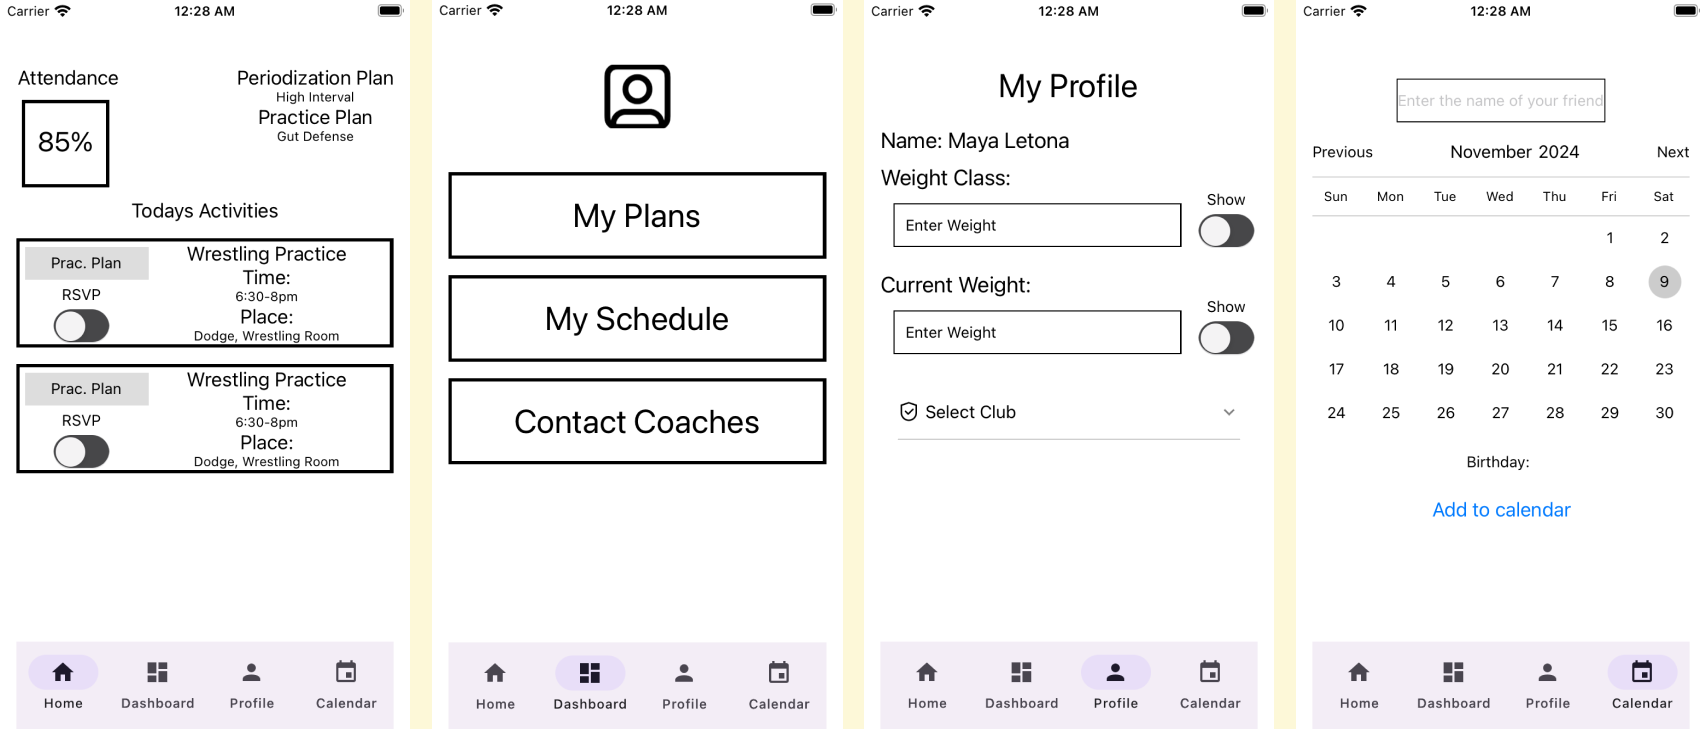 Carrier 12:28 AM
Attendance
85%
Periodization Plan
High Interval
Practice Plan
Gut Defense
Todays Activities
Prac. Plan
RSVP
Wrestling Practice
Time:
6:30-8pm
Place:
Dodge, Wrestling Room
Prac. Plan
RSVP
Wrestling Practice
Time:
6:30-8pm
Place:
Dodge, Wrestling Room
Home Dashboard Profile Calendar
Carrier 12:28 AM
My Plans
My Schedule
Contact Coaches
Home Dashboard Profile Calendar
Carrier 12:28 AM
My Profile
Name: Maya Letona
Weight Class:
Show
Enter Weight
Current Weight:
Show
Enter Weight
Select Club
Home Dashboard Profile Calendar
Carrier 12:28 AM
Enter the name of your friend
Previous November 2024 Next
Sun Mon Tue Wed Thu Fri Sat
1 2
3 4 5 6 7 8 9
10 11 12 13 14 15 16
17 18 19 20 21 22 23
24 25 26 27 28 29 30
Birthday:
Add to calendar
Home Dashboard Profile Calendar